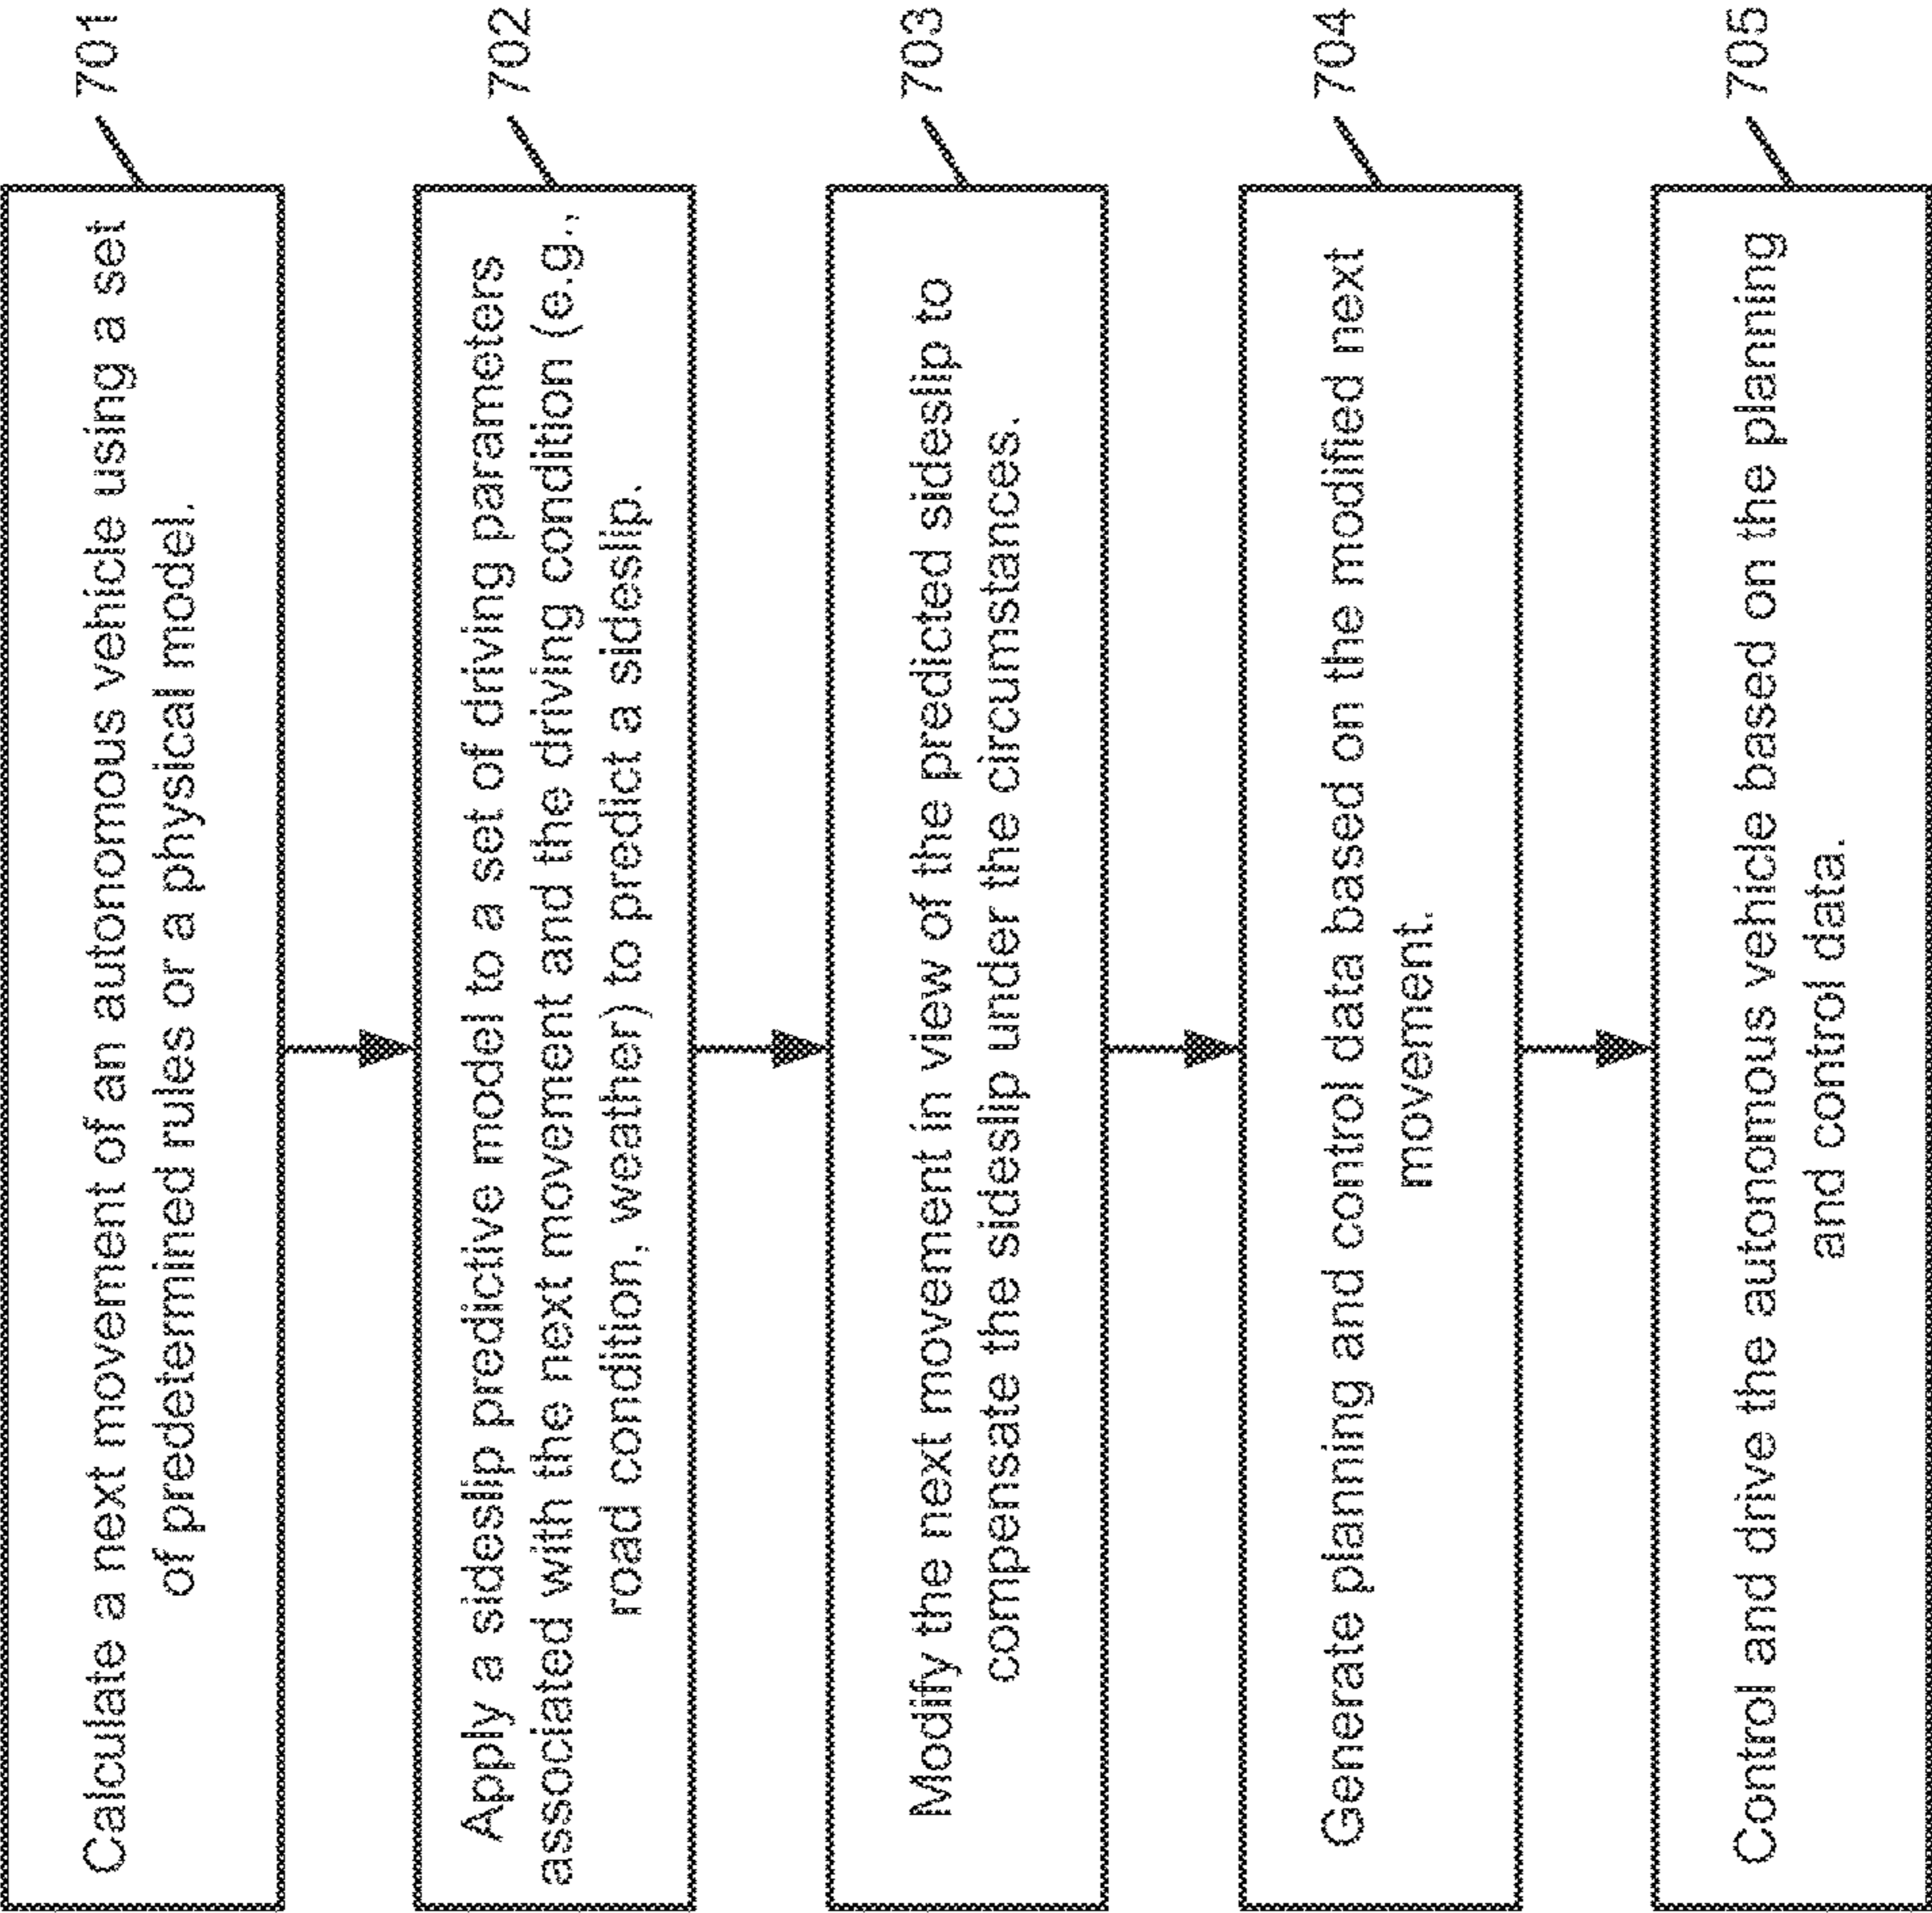 Calculate a next movement of an autonomous vehicle using a set
of predetermined rules or a physical model.
701
Apply a sideslip predictive model to a set of driving parameters
associated with the next movement and the driving condition (e.g.,
road condition, weather) to predict a sideslip.
702
Modify the next movement in view of the predicted sideslip to
compensate the sideslip under the circumstances.
703
Generate planning and control data based on the modified next
movement.
704
Control and drive the autonomous vehicle based on the planning
and control data.
705